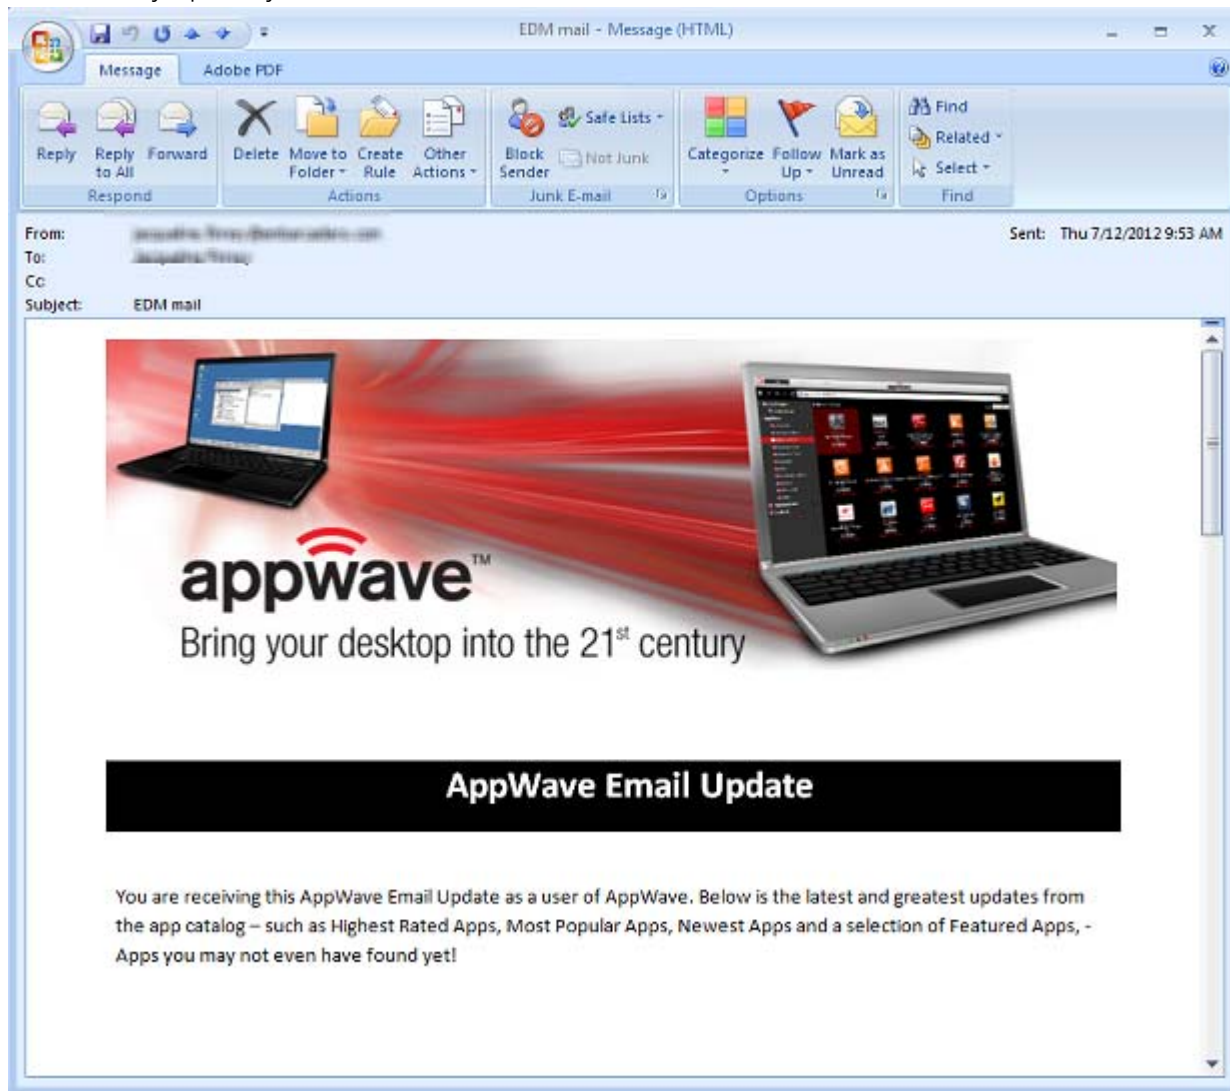 EDM mail - Message (HTML)
Message Adobe PDF
Reply
Reply to All
Forward
Respond
Delete
Move to Folder
Create Rule
Other Actions
Actions
Block Sender
Safe Lists
Not Junk
Junk E-mail
Categorize
Follow Up
Mark as Unread
Options
Find
Related
Select
Find
From:
Sent: Thu 7/12/2012 9:53 AM
To:
Cc:
Subject: EDM mail
appwave™
Bring your desktop into the 21st century
AppWave Email Update
You are receiving this AppWave Email Update as a user of AppWave. Below is the latest and greatest updates from
the app catalog – such as Highest Rated Apps, Most Popular Apps, Newest Apps and a selection of Featured Apps, -
Apps you may not even have found yet!